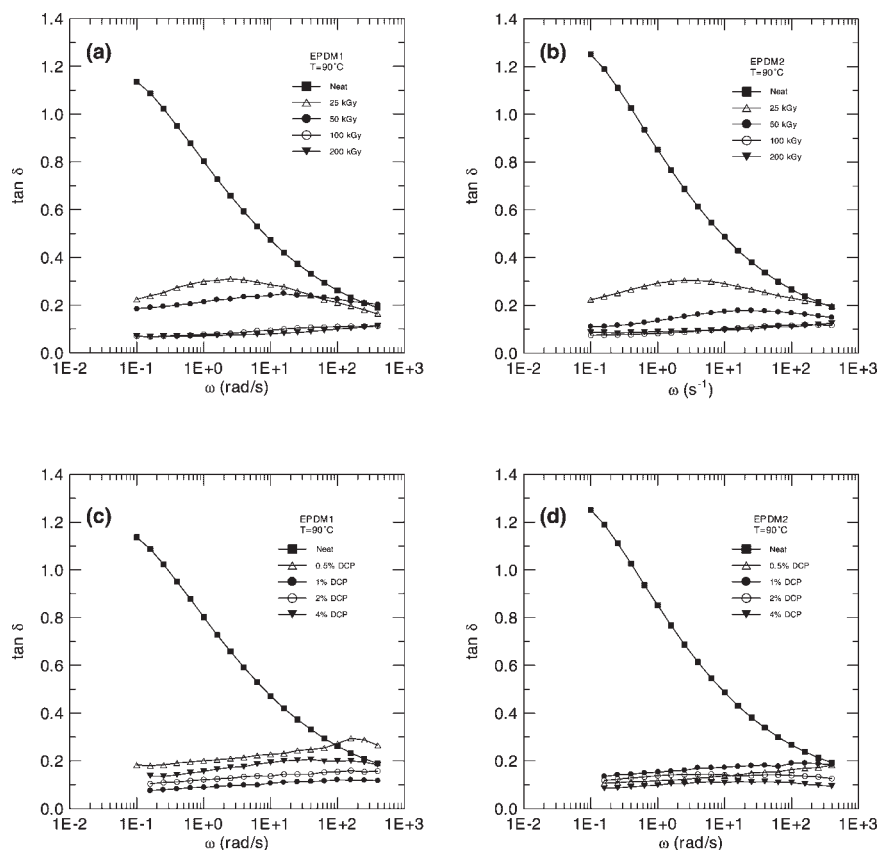 (a)
EPDM1
T=90°C
Neat
25 kGy
50 kGy
100 kGy
200 kGy
tan δ
1.4
1.2
1.0
0.8
0.6
0.4
0.2
0.0
1E-2 1E-1 1E+0 1E+1 1E+2 1E+3
ω (rad/s)
(b)
EPDM2
T=90°C
Neat
25 kGy
50 kGy
100 kGy
200 kGy
tan δ
1.4
1.2
1.0
0.8
0.6
0.4
0.2
0.0
1E-2 1E-1 1E+0 1E+1 1E+2 1E+3
ω (s⁻¹)
(c)
EPDM1
T=90°C
Neat
0.5% DCP
1% DCP
2% DCP
4% DCP
tan δ
1.4
1.2
1.0
0.8
0.6
0.4
0.2
0.0
1E-2 1E-1 1E+0 1E+1 1E+2 1E+3
ω (rad/s)
(d)
EPDM2
T=90°C
Neat
0.5% DCP
1% DCP
2% DCP
4% DCP
tan δ
1.4
1.2
1.0
0.8
0.6
0.4
0.2
0.0
1E-2 1E-1 1E+0 1E+1 1E+2 1E+3
ω (rad/s)